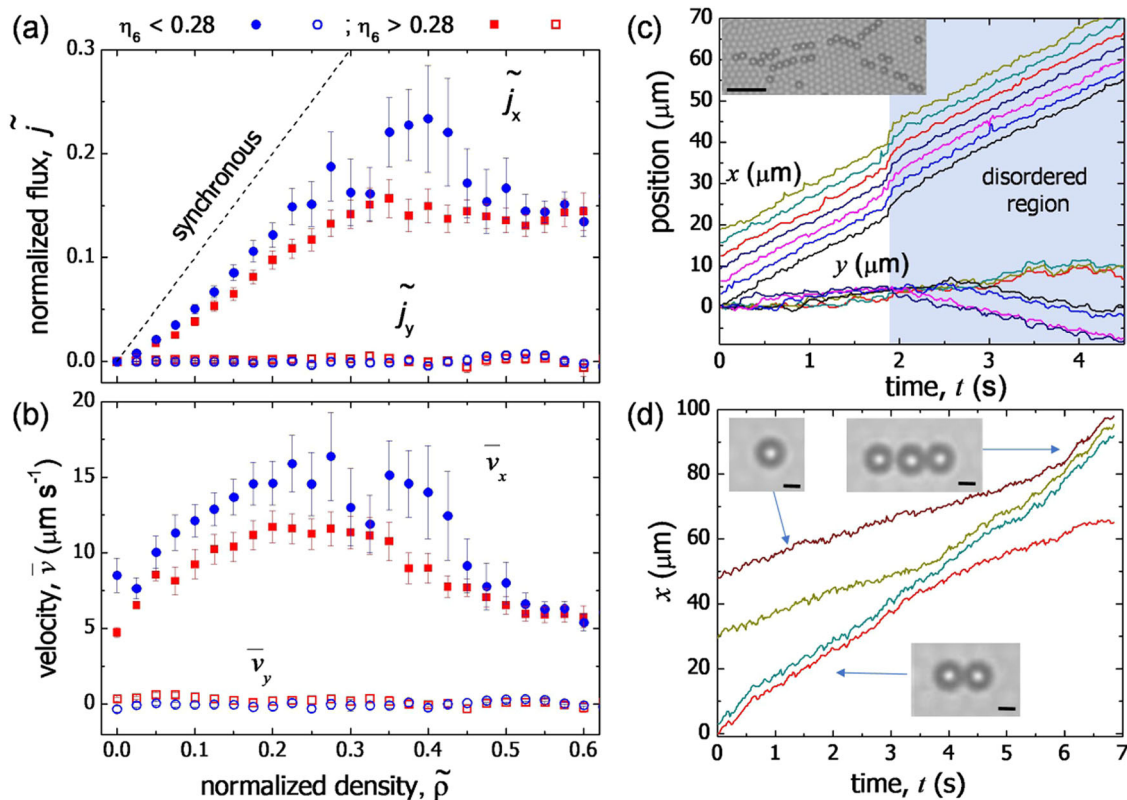 (a) η₆ < 0.28 ● ○ ; η₆ > 0.28 ■ □
0.3
0.2
0.1
0.0
normalized flux, j̃
synchronous
j̃ₓ
j̃ᵧ
(b)
20
15
10
5
0
velocity, v̄ (μm s⁻¹)
v̄ₓ
v̄ᵧ
0.0 0.1 0.2 0.3 0.4 0.5 0.6
normalized density, ρ̃
(c)
70
60
50
40
30
20
10
0
position (μm)
x (μm)
y (μm)
disordered
region
0 1 2 3 4
time, t (s)
(d)
100
80
60
40
20
0
x (μm)
0 1 2 3 4 5 6 7
time, t (s)